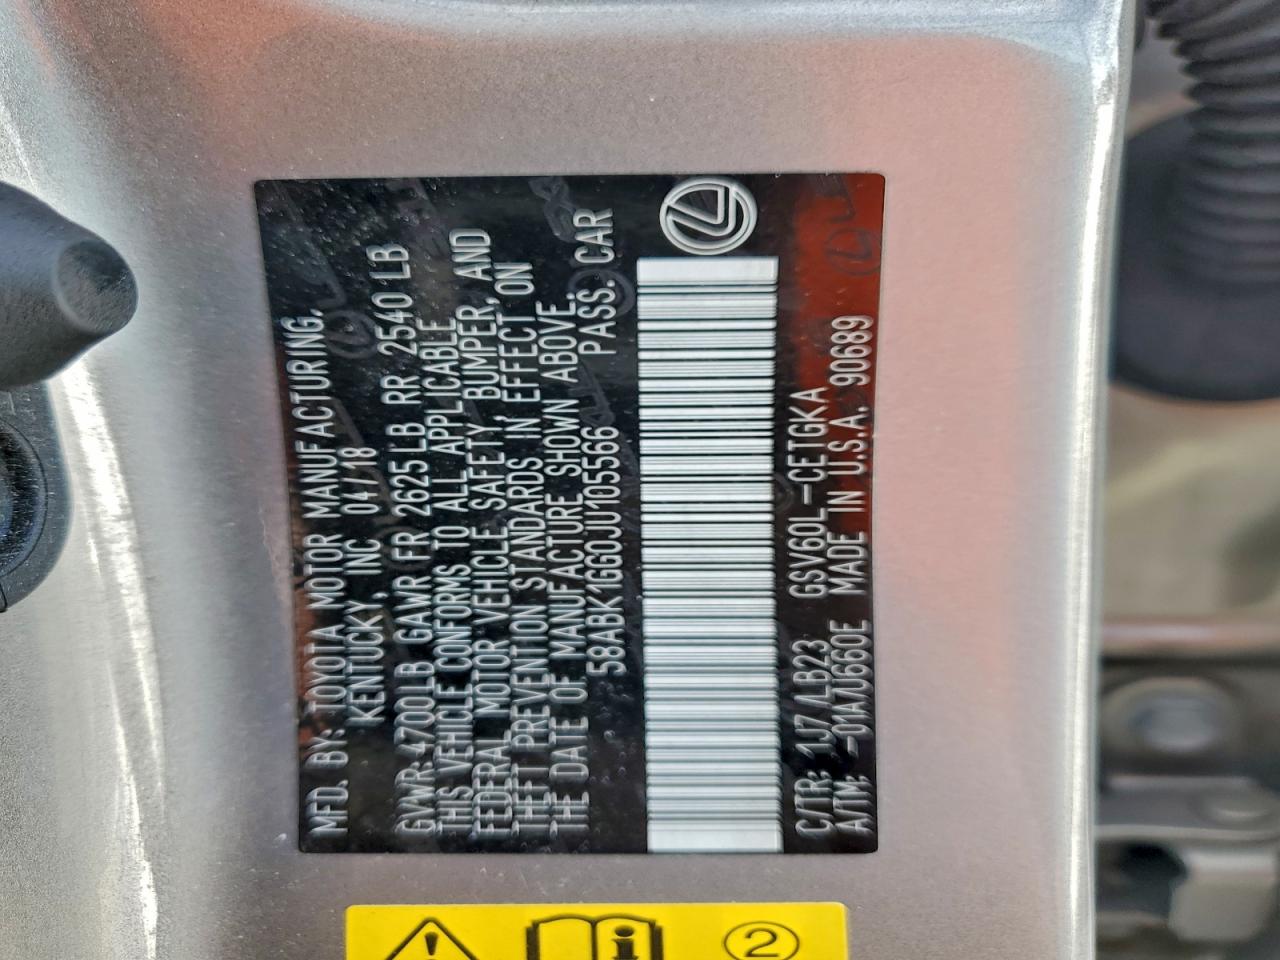 MFD. BY: TOYOTA MOTOR MANUFACTURING,
KENTUCKY, INC 04/18
GVWR:4700LB GAWR FR 2625 LB RR 2540 LB
THIS VEHICLE CONFORMS TO ALL APPLICABLE
FEDERAL MOTOR VEHICLE SAFETY, BUMPER, AND
THEFT PREVENTION STANDARDS IN EFFECT ON
THE DATE OF MANUFACTURE SHOWN ABOVE.
58ABK1GG0JU105566 PASS. CAR
C/TR: 1J7/LB23 GSV60L-CETGKA
A/TM: -01A/U660E MADE IN U.S.A. 90689
2